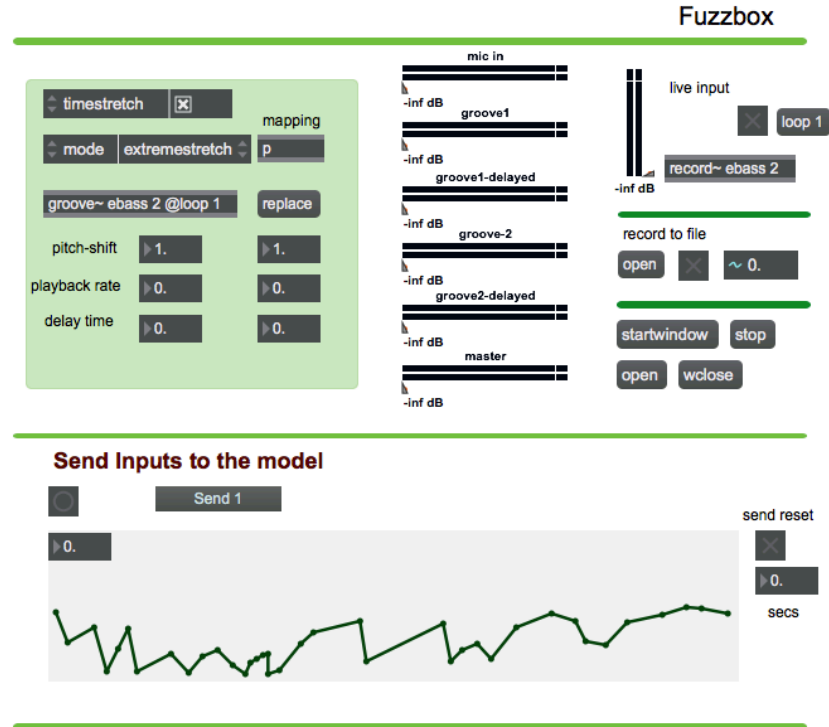 Fuzzbox
timestretch
mapping
mode extremestretch
p
groove~ ebass 2 @loop 1
replace
pitch-shift
1.
1.
playback rate
0.
0.
delay time
0.
0.
mic in
-inf dB
groove1
-inf dB
groove1-delayed
-inf dB
groove-2
-inf dB
groove2-delayed
-inf dB
master
-inf dB
live input
loop 1
record~ ebass 2
-inf dB
record to file
open
~ 0.
startwindow
stop
open
wclose
Send Inputs to the model
Send 1
0.
send reset
0.
secs